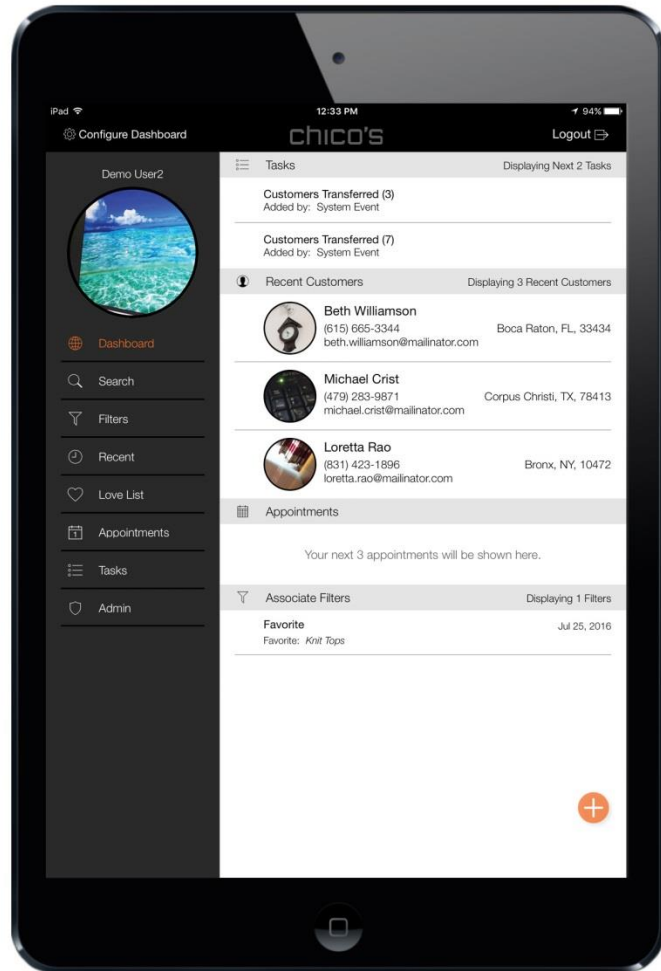 iPad
12:33 PM
94%
Configure Dashboard
chico's
Logout
Demo User2
Dashboard
Search
Filters
Recent
Love List
1
Appointments
Tasks
Admin
Tasks
Displaying Next 2 Tasks
Customers Transferred (3)
Added by: System Event
Customers Transferred (7)
Added by: System Event
Recent Customers
Displaying 3 Recent Customers
Beth Williamson
(615) 665-3344
Boca Raton, FL, 33434
beth.williamson@mailinator.com
Michael Crist
(479) 283-9871
Corpus Christi, TX, 78413
michael.crist@mailinator.com
Loretta Rao
(831) 423-1896
Bronx, NY, 10472
loretta.rao@mailinator.com
Appointments
Your next 3 appointments will be shown here.
Associate Filters
Displaying 1 Filters
Favorite
Jul 25, 2016
Favorite: Knit Tops